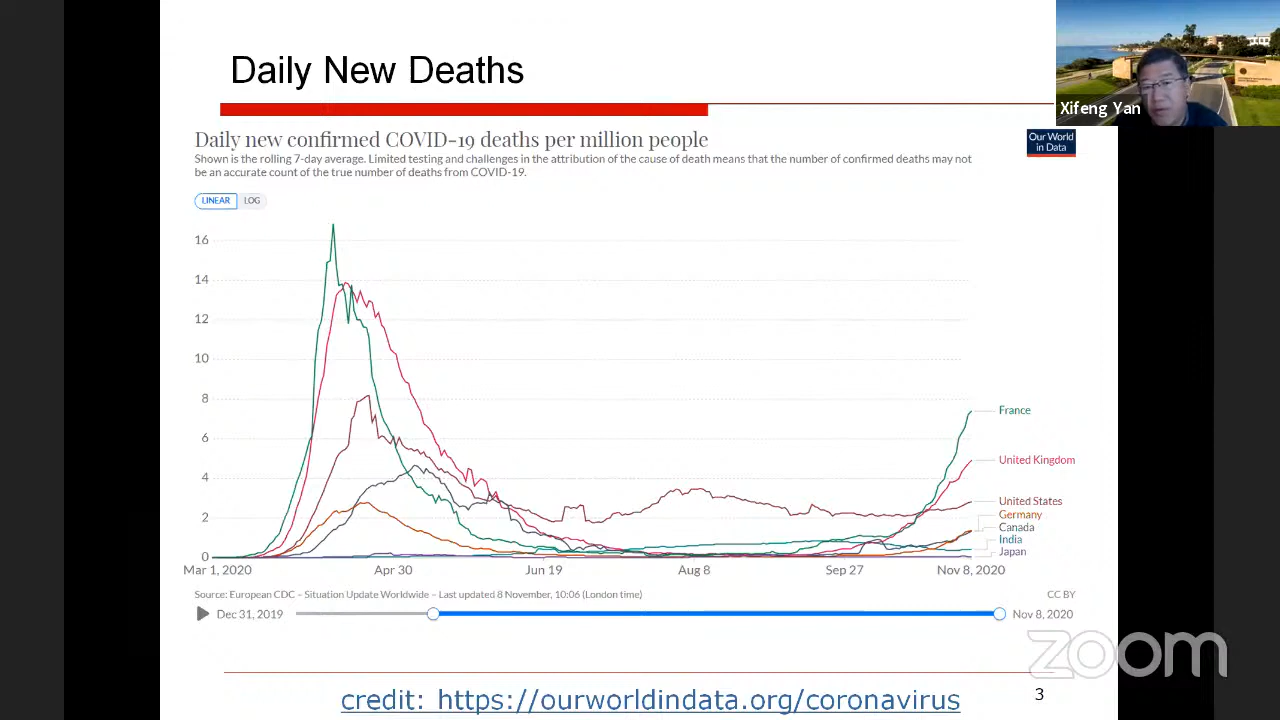 Daily New Deaths
Xifeng Yan
Daily new confirmed COVID-19 deaths per million people
Our World
in Data
Shown is the rolling 7-day average. Limited testing and challenges in the attribution of the cause of death means that the number of confirmed deaths may not
be an accurate count of the true number of deaths from COVID-19.
LINEAR LOG
16
14
12
10
8
6
4
2
0
France
United Kingdom
United States
Germany
Canada
India
Japan
Mar 1, 2020 Apr 30 Jun 19 Aug 8 Sep 27 Nov 8, 2020
Source: European CDC – Situation Update Worldwide – Last updated 8 November, 10:06 (London time) CC BY
Dec 31, 2019 Nov 8, 2020
zoom
credit: https://ourworldindata.org/coronavirus
3